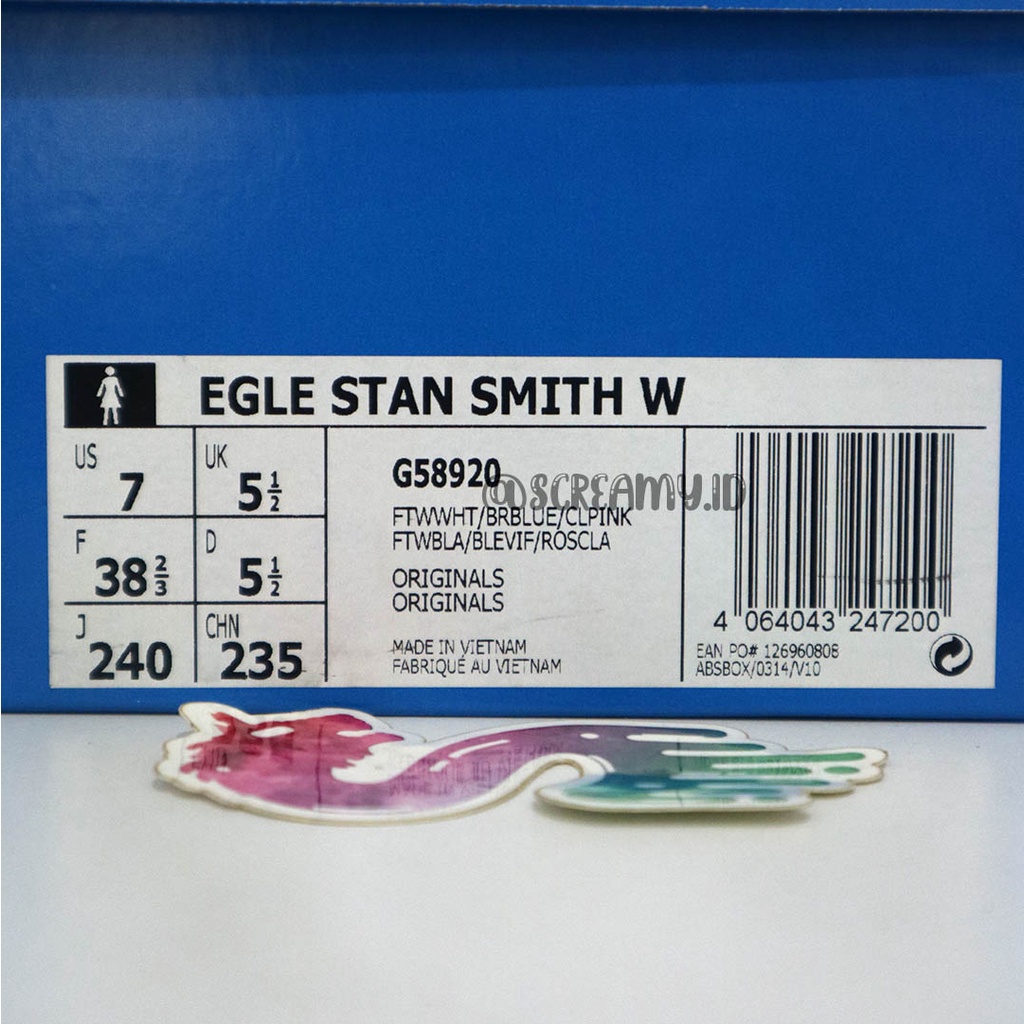 EGLE STAN SMITH W
US 7
UK 5 1/2
F 38 2/3
D 5 1/2
J 240
CHN 235
G58920
@SCREAMY.ID
FTWWHT/BRBLUE/CLPINK
FTWBLA/BLEVIF/ROSCLA
ORIGINALS
ORIGINALS
MADE IN VIETNAM
FABRIQUÉ AU VIETNAM
4 064043 247200
EAN PO# 126960808
ABSBOX/0314/V10